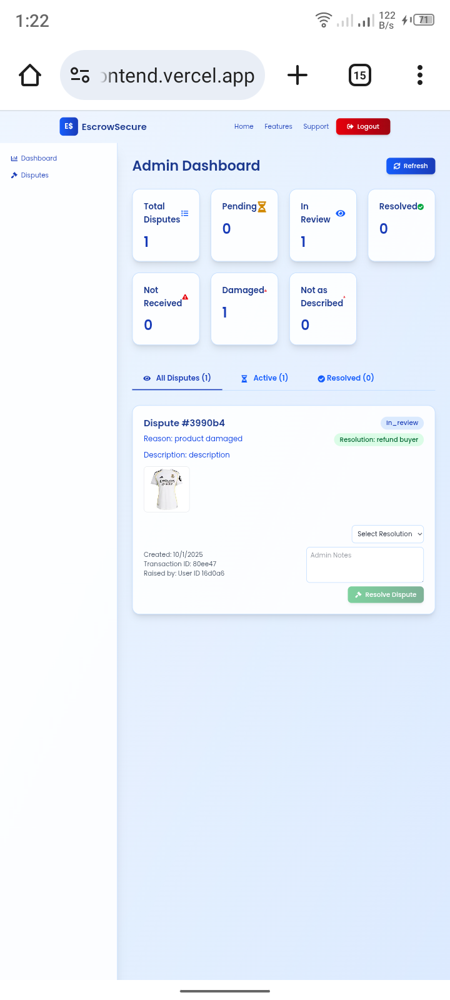 1:22
122
B/s
71
ntend.vercel.app
15
E$ EscrowSecure
Home Features Support Logout
Dashboard
Disputes
Admin Dashboard
Refresh
Total
Disputes
1
Pending
0
In
Review
1
Resolved
0
Not
Received
0
Damaged
1
Not as
Described
0
All Disputes (1) Active (1) Resolved (0)
Dispute #3990b4
In_review
Reason: product damaged
Resolution: refund buyer
Description: description
Select Resolution
Created: 10/1/2025
Transaction ID: 80ee47
Raised by: User ID 16d0a6
Admin Notes
Resolve Dispute